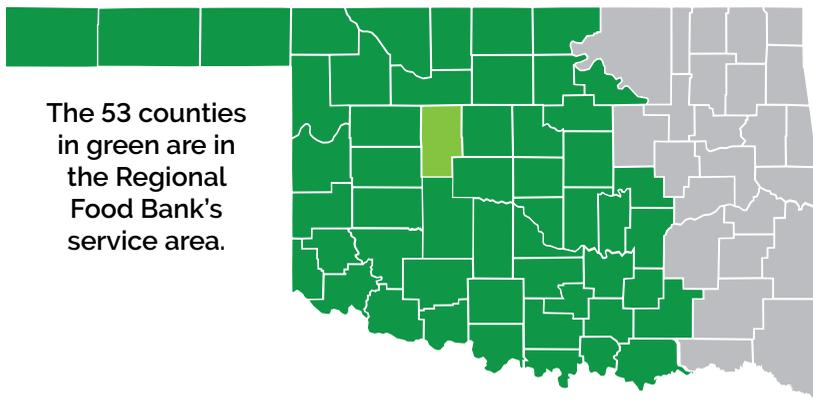 The 53 counties
in green are in
the Regional
Food Bank's
service area.